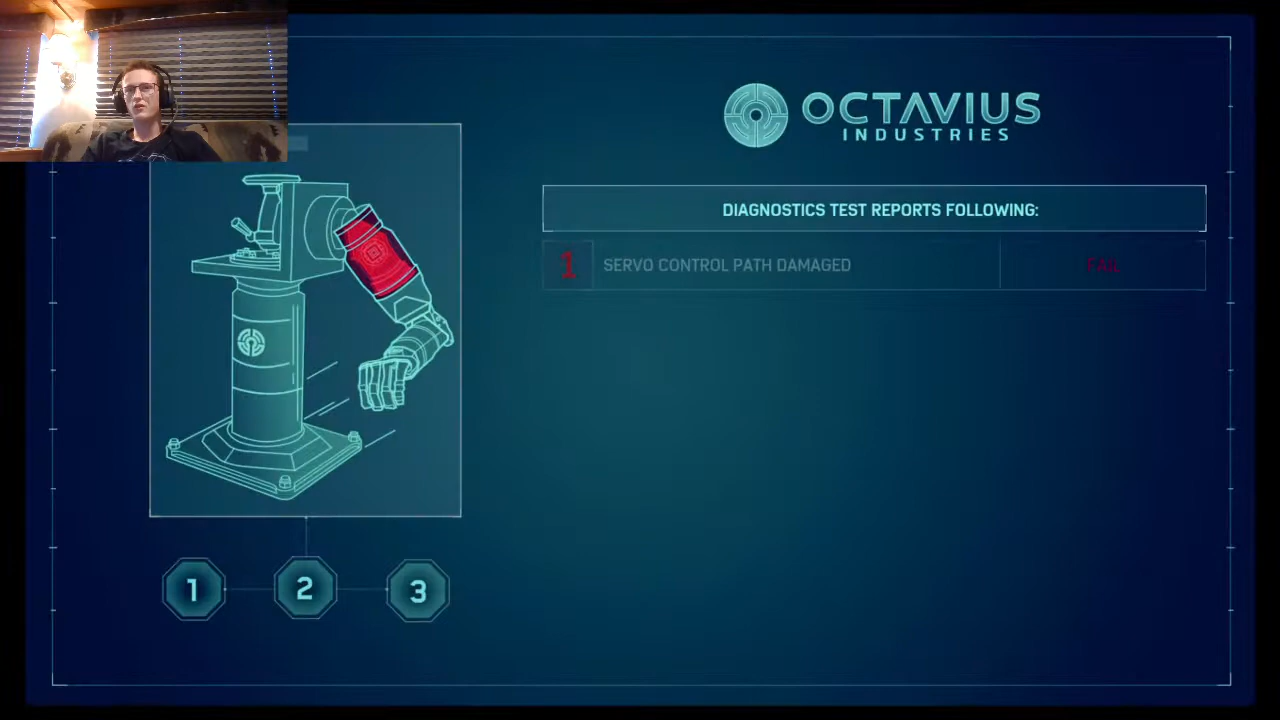 OCTAVIUS
INDUSTRIES
DIAGNOSTICS TEST REPORTS FOLLOWING:
1 SERVO CONTROL PATH DAMAGED FAIL
1 2 3